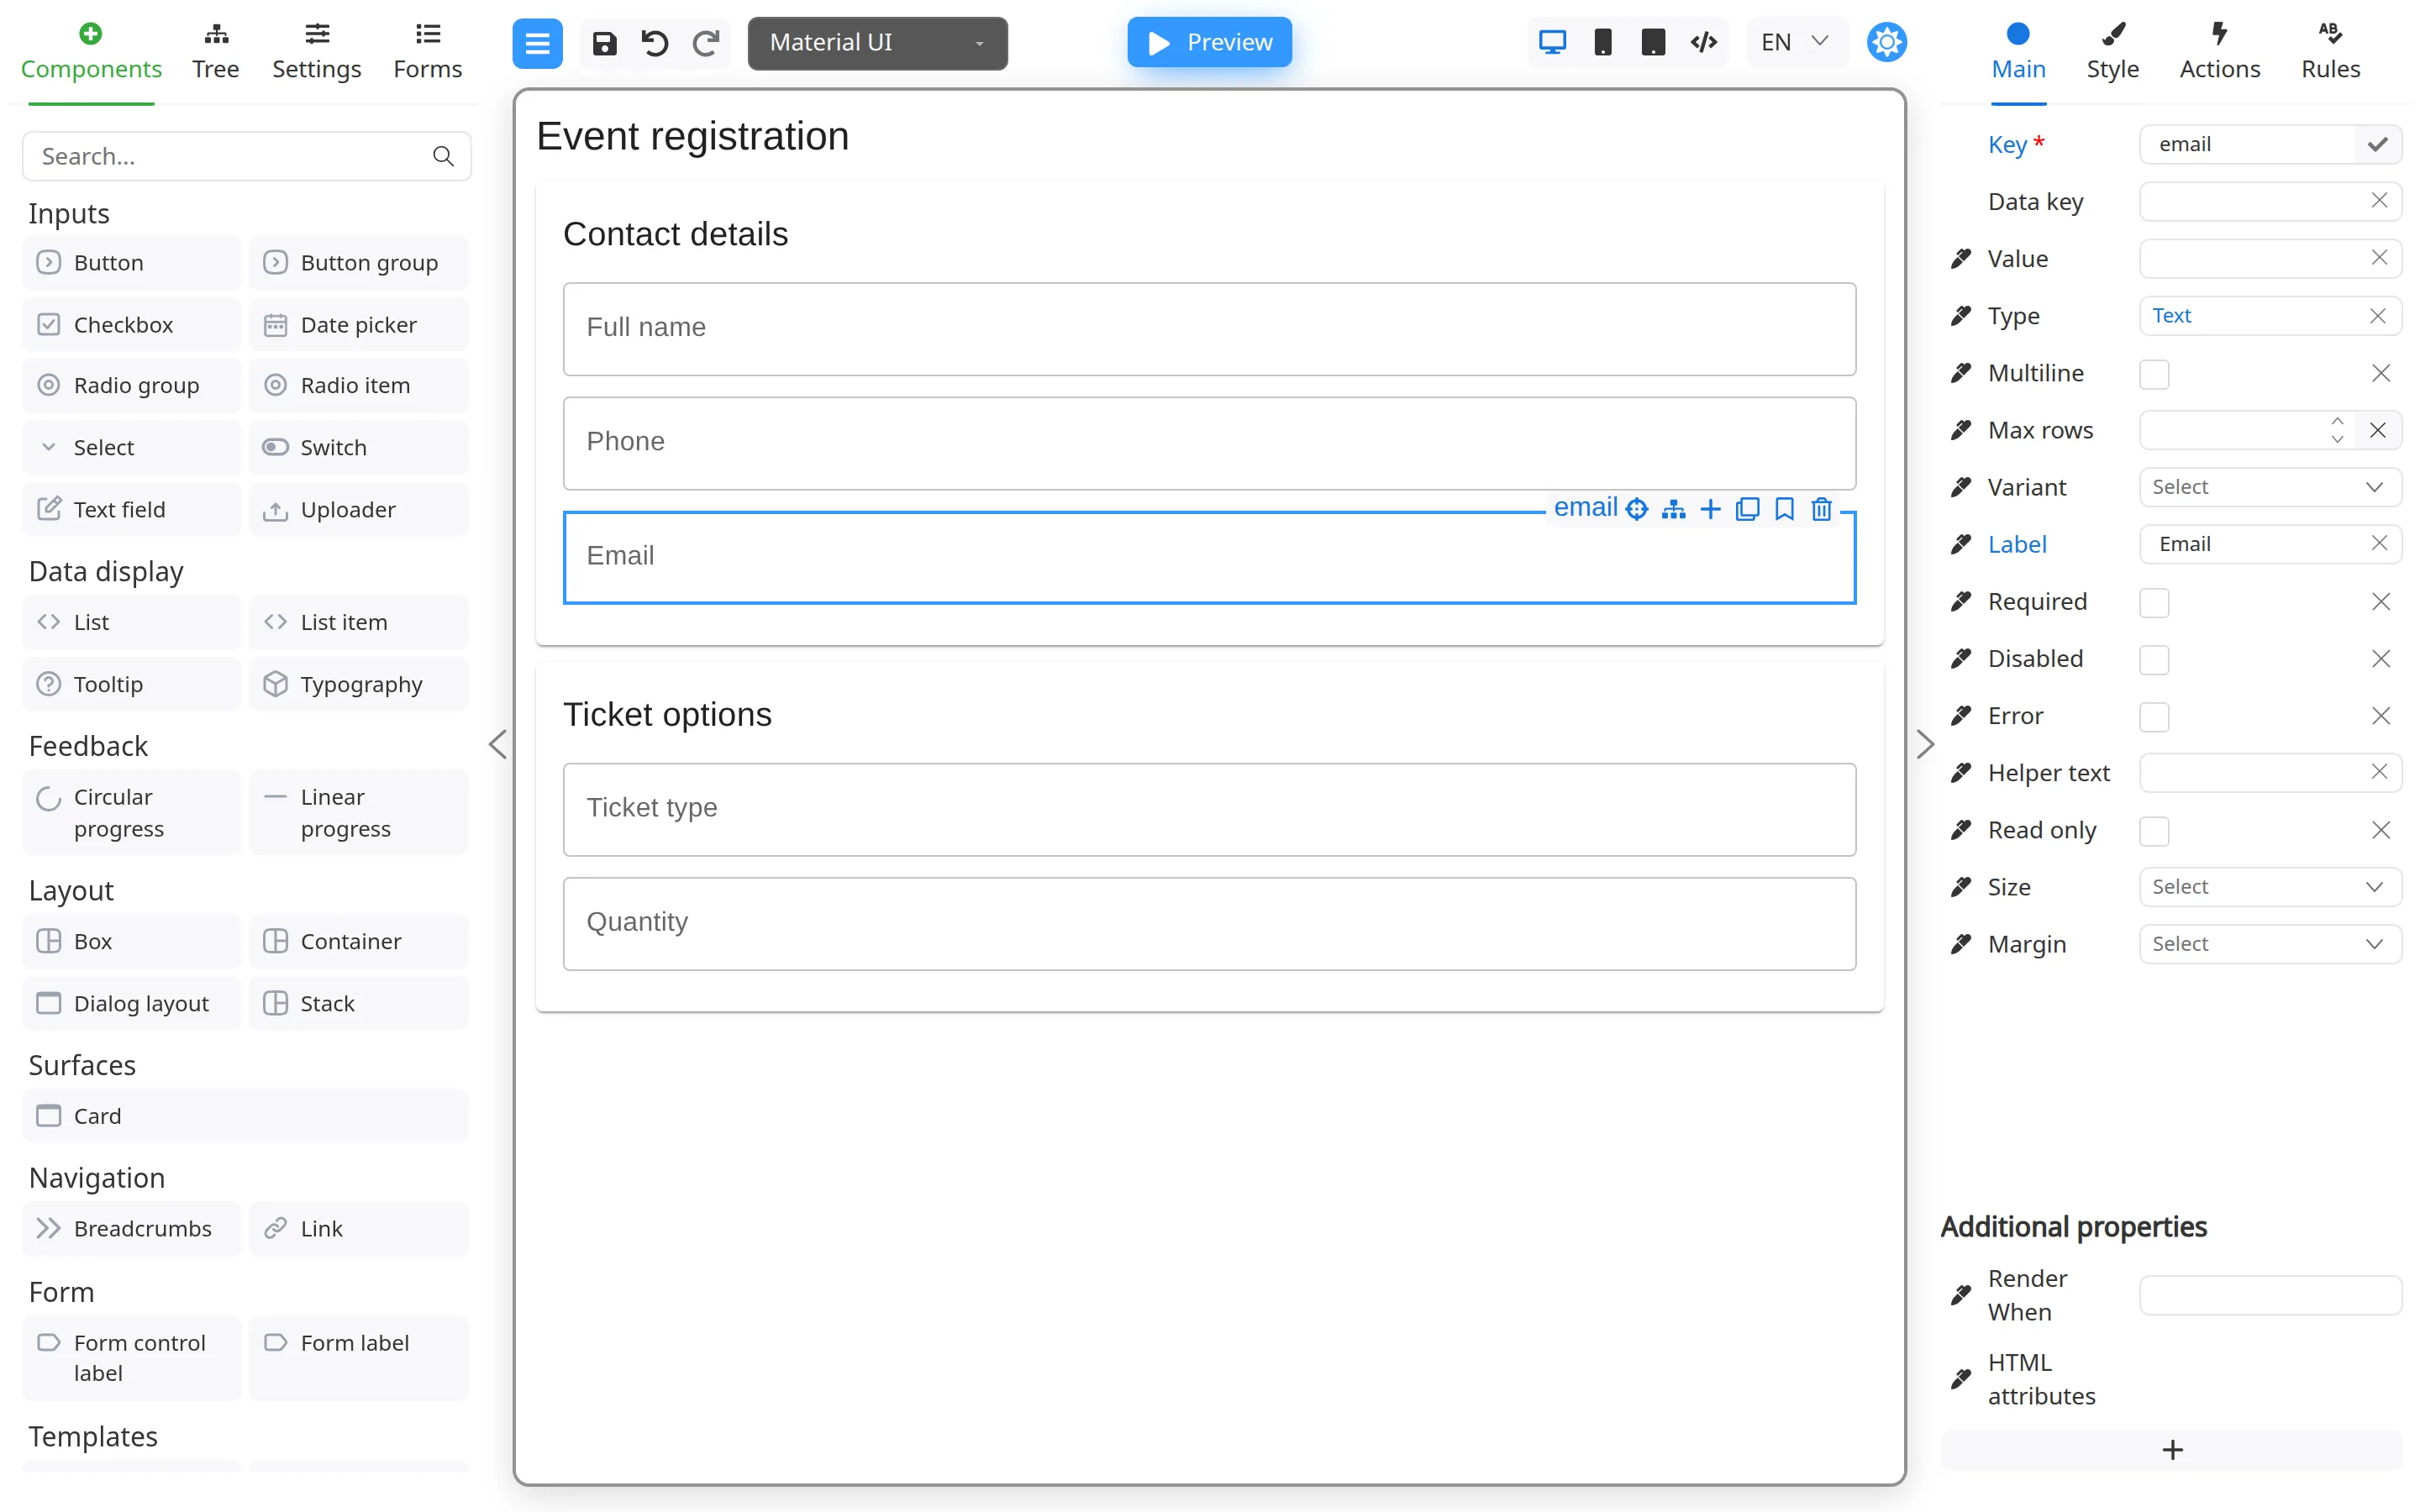 Components
Tree
Settings
Forms
Material UI
Preview
EN
Main
Style
Actions
Rules
Search...
Inputs
Button
Button group
Checkbox
Date picker
Radio group
Radio item
Select
Switch
Text field
Uploader
Data display
List
List item
Tooltip
Typography
Feedback
Circular
progress
Linear
progress
Layout
Box
Container
Dialog layout
Stack
Surfaces
Card
Navigation
Breadcrumbs
Link
Form
Form control
label
Form label
Templates
Event registration
Contact details
Full name
Phone
email
Email
Ticket options
Ticket type
Quantity
Key * email
Data key
Value
Type Text
Multiline
Max rows
Variant Select
Label Email
Required
Disabled
Error
Helper text
Read only
Size Select
Margin Select
Additional properties
Render
When
HTML
attributes